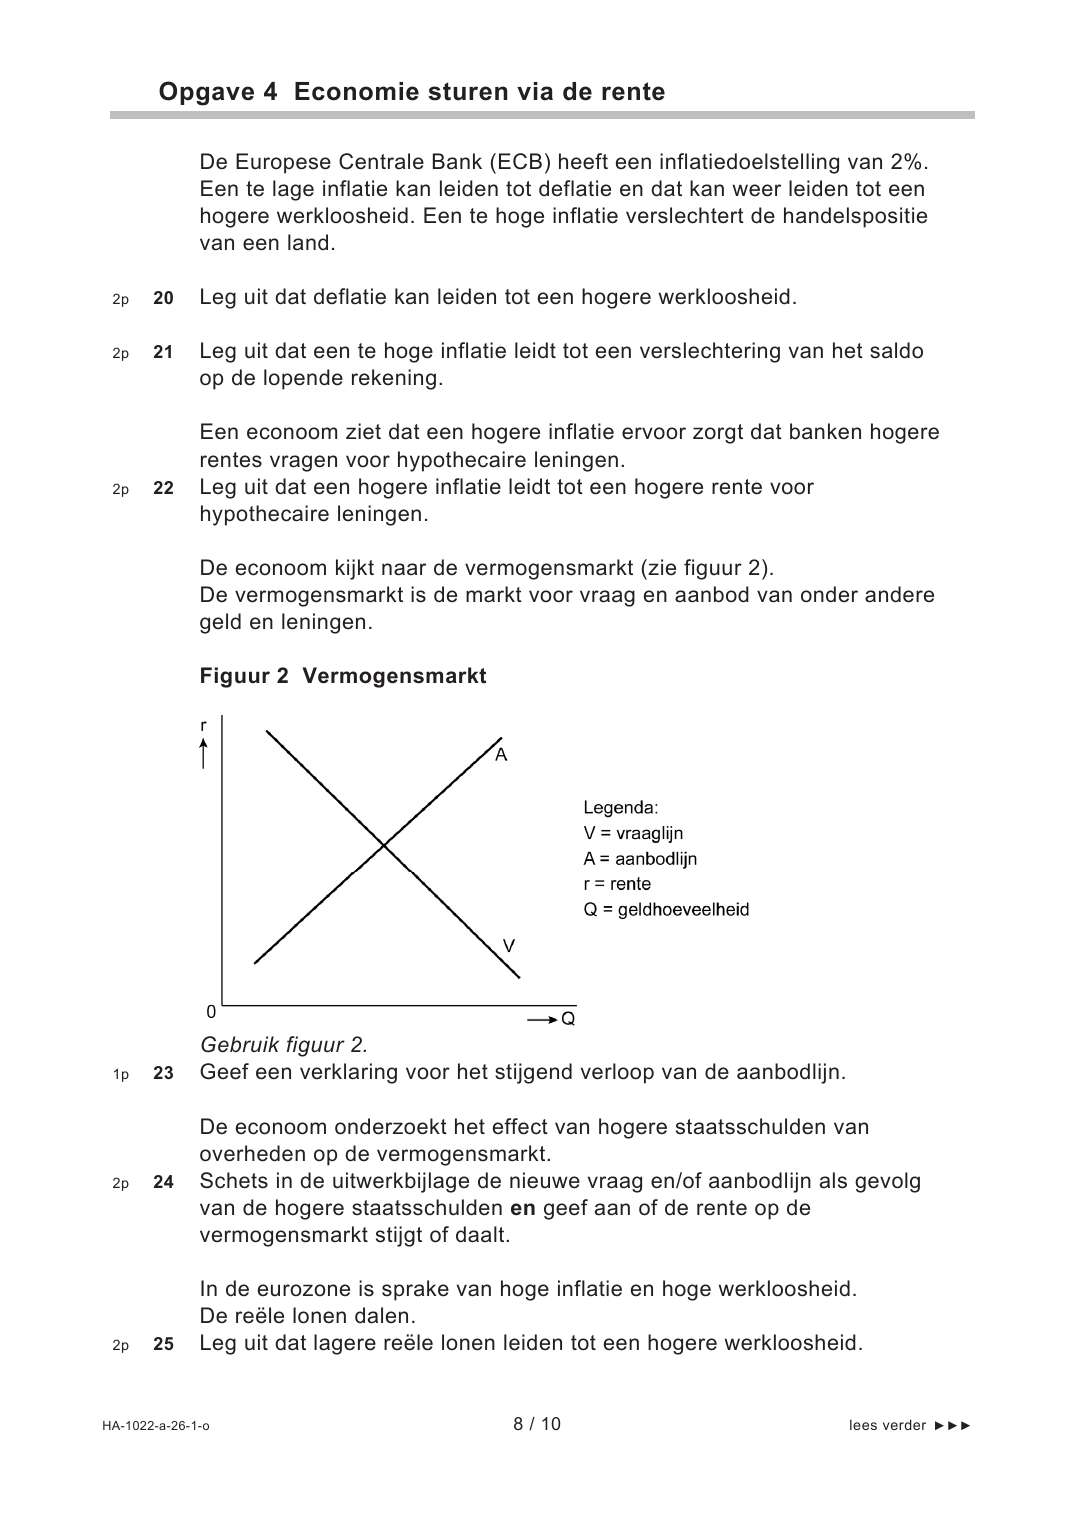 Opgave 4  Economie sturen via de rente
De Europese Centrale Bank (ECB) heeft een inflatiedoelstelling van 2%.
Een te lage inflatie kan leiden tot deflatie en dat kan weer leiden tot een
hogere werkloosheid. Een te hoge inflatie verslechtert de handelspositie
van een land.
2p 20 Leg uit dat deflatie kan leiden tot een hogere werkloosheid.
2p 21 Leg uit dat een te hoge inflatie leidt tot een verslechtering van het saldo
op de lopende rekening.
Een econoom ziet dat een hogere inflatie ervoor zorgt dat banken hogere
rentes vragen voor hypothecaire leningen.
2p 22 Leg uit dat een hogere inflatie leidt tot een hogere rente voor
hypothecaire leningen.
De econoom kijkt naar de vermogensmarkt (zie figuur 2).
De vermogensmarkt is de markt voor vraag en aanbod van onder andere
geld en leningen.
Figuur 2  Vermogensmarkt
r
A
Legenda:
V = vraaglijn
A = aanbodlijn
r = rente
Q = geldhoeveelheid
V
0
Q
Gebruik figuur 2.
1p 23 Geef een verklaring voor het stijgend verloop van de aanbodlijn.
De econoom onderzoekt het effect van hogere staatsschulden van
overheden op de vermogensmarkt.
2p 24 Schets in de uitwerkbijlage de nieuwe vraag en/of aanbodlijn als gevolg
van de hogere staatsschulden en geef aan of de rente op de
vermogensmarkt stijgt of daalt.
In de eurozone is sprake van hoge inflatie en hoge werkloosheid.
De reële lonen dalen.
2p 25 Leg uit dat lagere reële lonen leiden tot een hogere werkloosheid.
HA-1022-a-26-1-o 8 / 10 lees verder ►►►